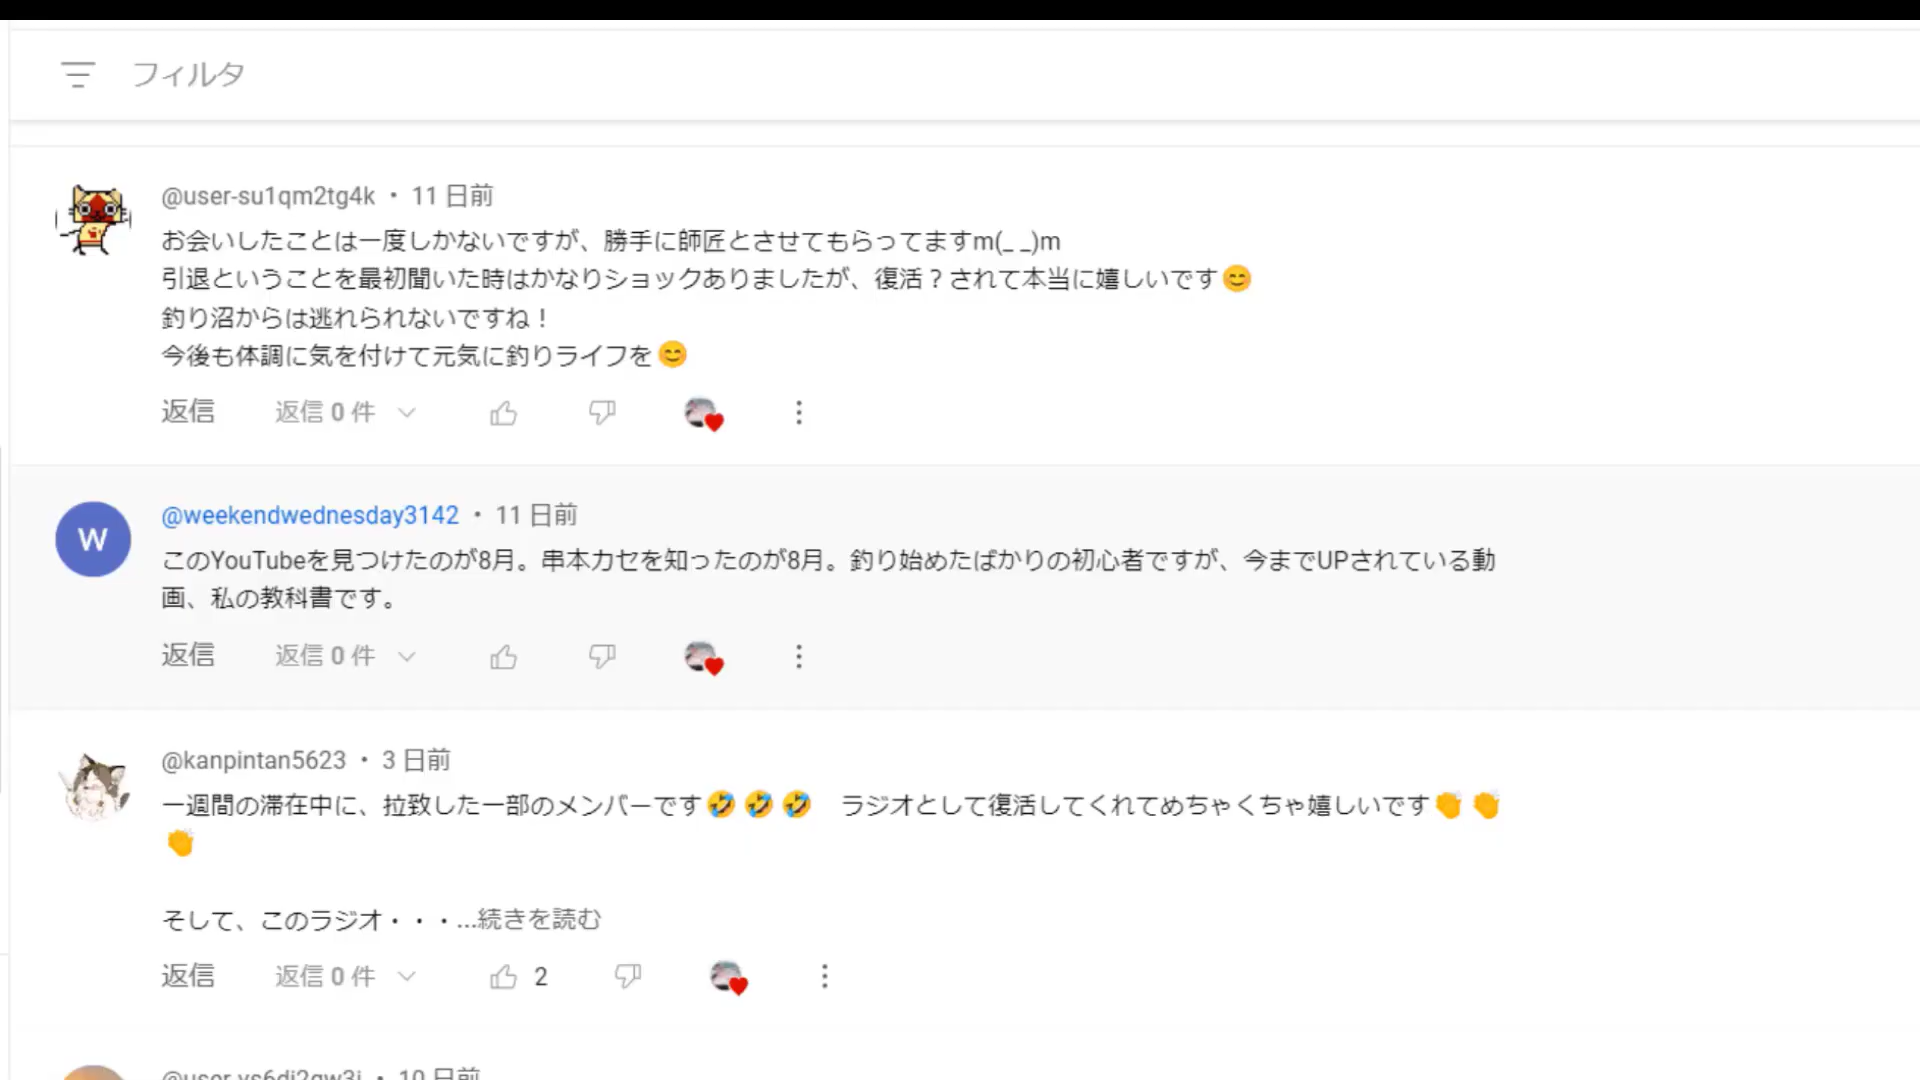 フィルタ
@user-su1qm2tg4k・11 日前
お会いしたことは一度しかないですが、勝手に師匠とさせてもらってますm(_ _)m
引退ということを最初聞いた時はかなりショックありましたが、復活？されて本当に嬉しいです😊
釣り沼からは逃れられないですね！
今後も体調に気を付けて元気に釣りライフを😊
返信 返信 0 件
W
@weekendwednesday3142・11 日前
このYouTubeを見つけたのが8月。串本カセを知ったのが8月。釣り始めたばかりの初心者ですが、今までUPされている動
画、私の教科書です。
返信 返信 0 件
@kanpintan5623・3 日前
一週間の滞在中に、拉致した一部のメンバーです🤣🤣🤣　ラジオとして復活してくれてめちゃくちゃ嬉しいです👏👏
👏
そして、このラジオ・・・...続きを読む
返信 返信 0 件 2
10 日前